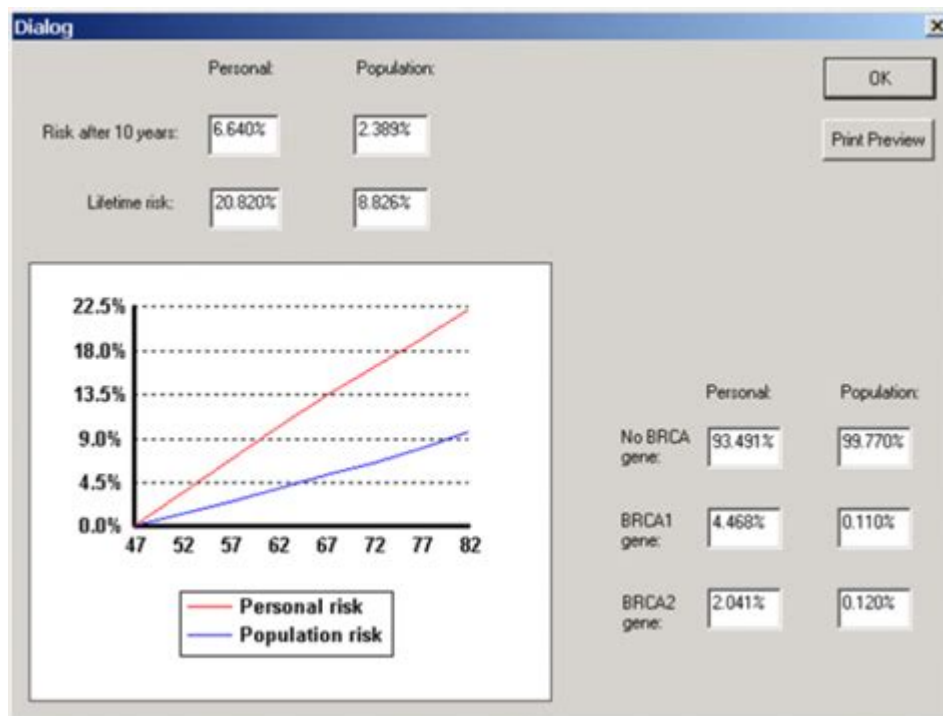 Dialog
Personal: Population:
OK
Risk after 10 years: 6.640% 2.389%
Print Preview
Lifetime risk: 20.820% 8.826%
22.5%
18.0%
13.5%
9.0%
4.5%
0.0%
47 52 57 62 67 72 77 82
Personal risk
Population risk
Personal: Population:
No BRCA
gene: 93.491% 99.770%
BRCA1
gene: 4.468% 0.110%
BRCA2
gene: 2.041% 0.120%